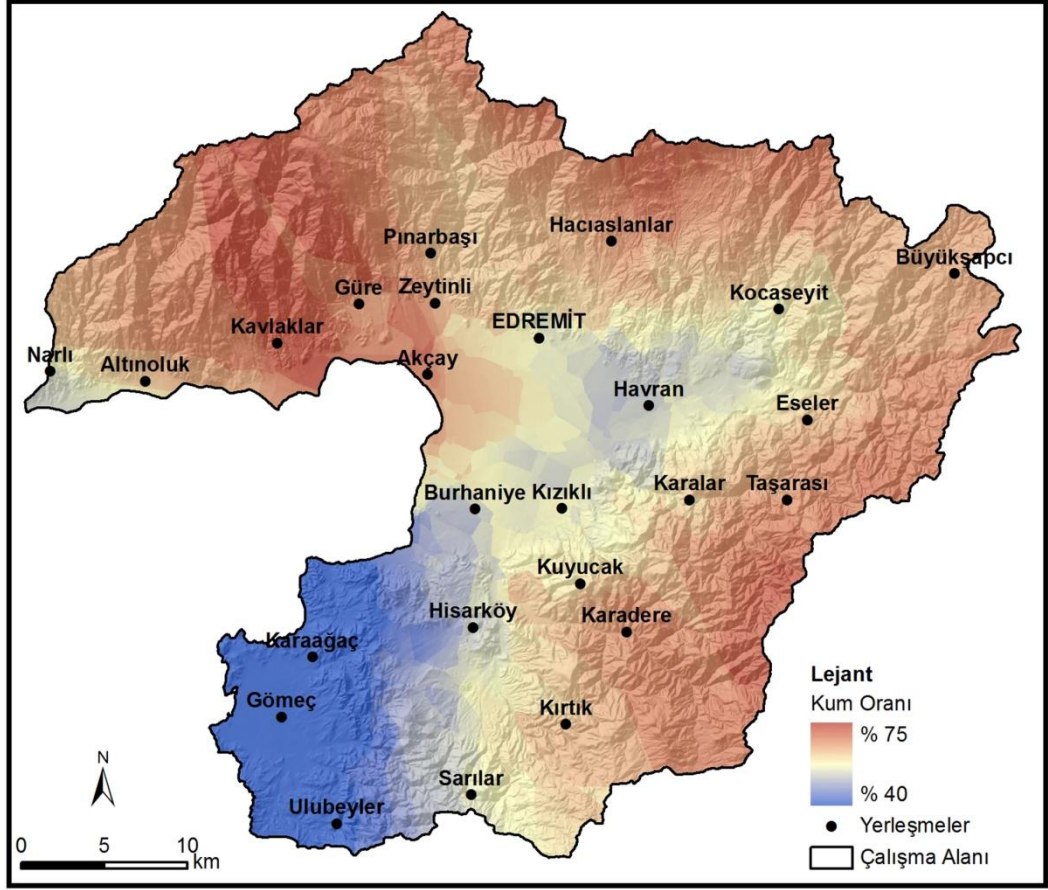 Hacıaslanlar
Pınarbaşı
Büyükşapcı
Güre
Zeytinli
Kocaseyit
Kavlaklar
EDREMİT
Narlı
Altınoluk
Akçay
Havran
Eseler
Karalar
Taşarası
Burhaniye
Kızıklı
Kuyucak
Hisarköy
Karadere
Karaağaç
Gömeç
Kırtık
Sarılar
Ulubeyler
Lejant
Kum Oranı
% 75
% 40
Yerleşmeler
Çalışma Alanı
N
0 5 10
km